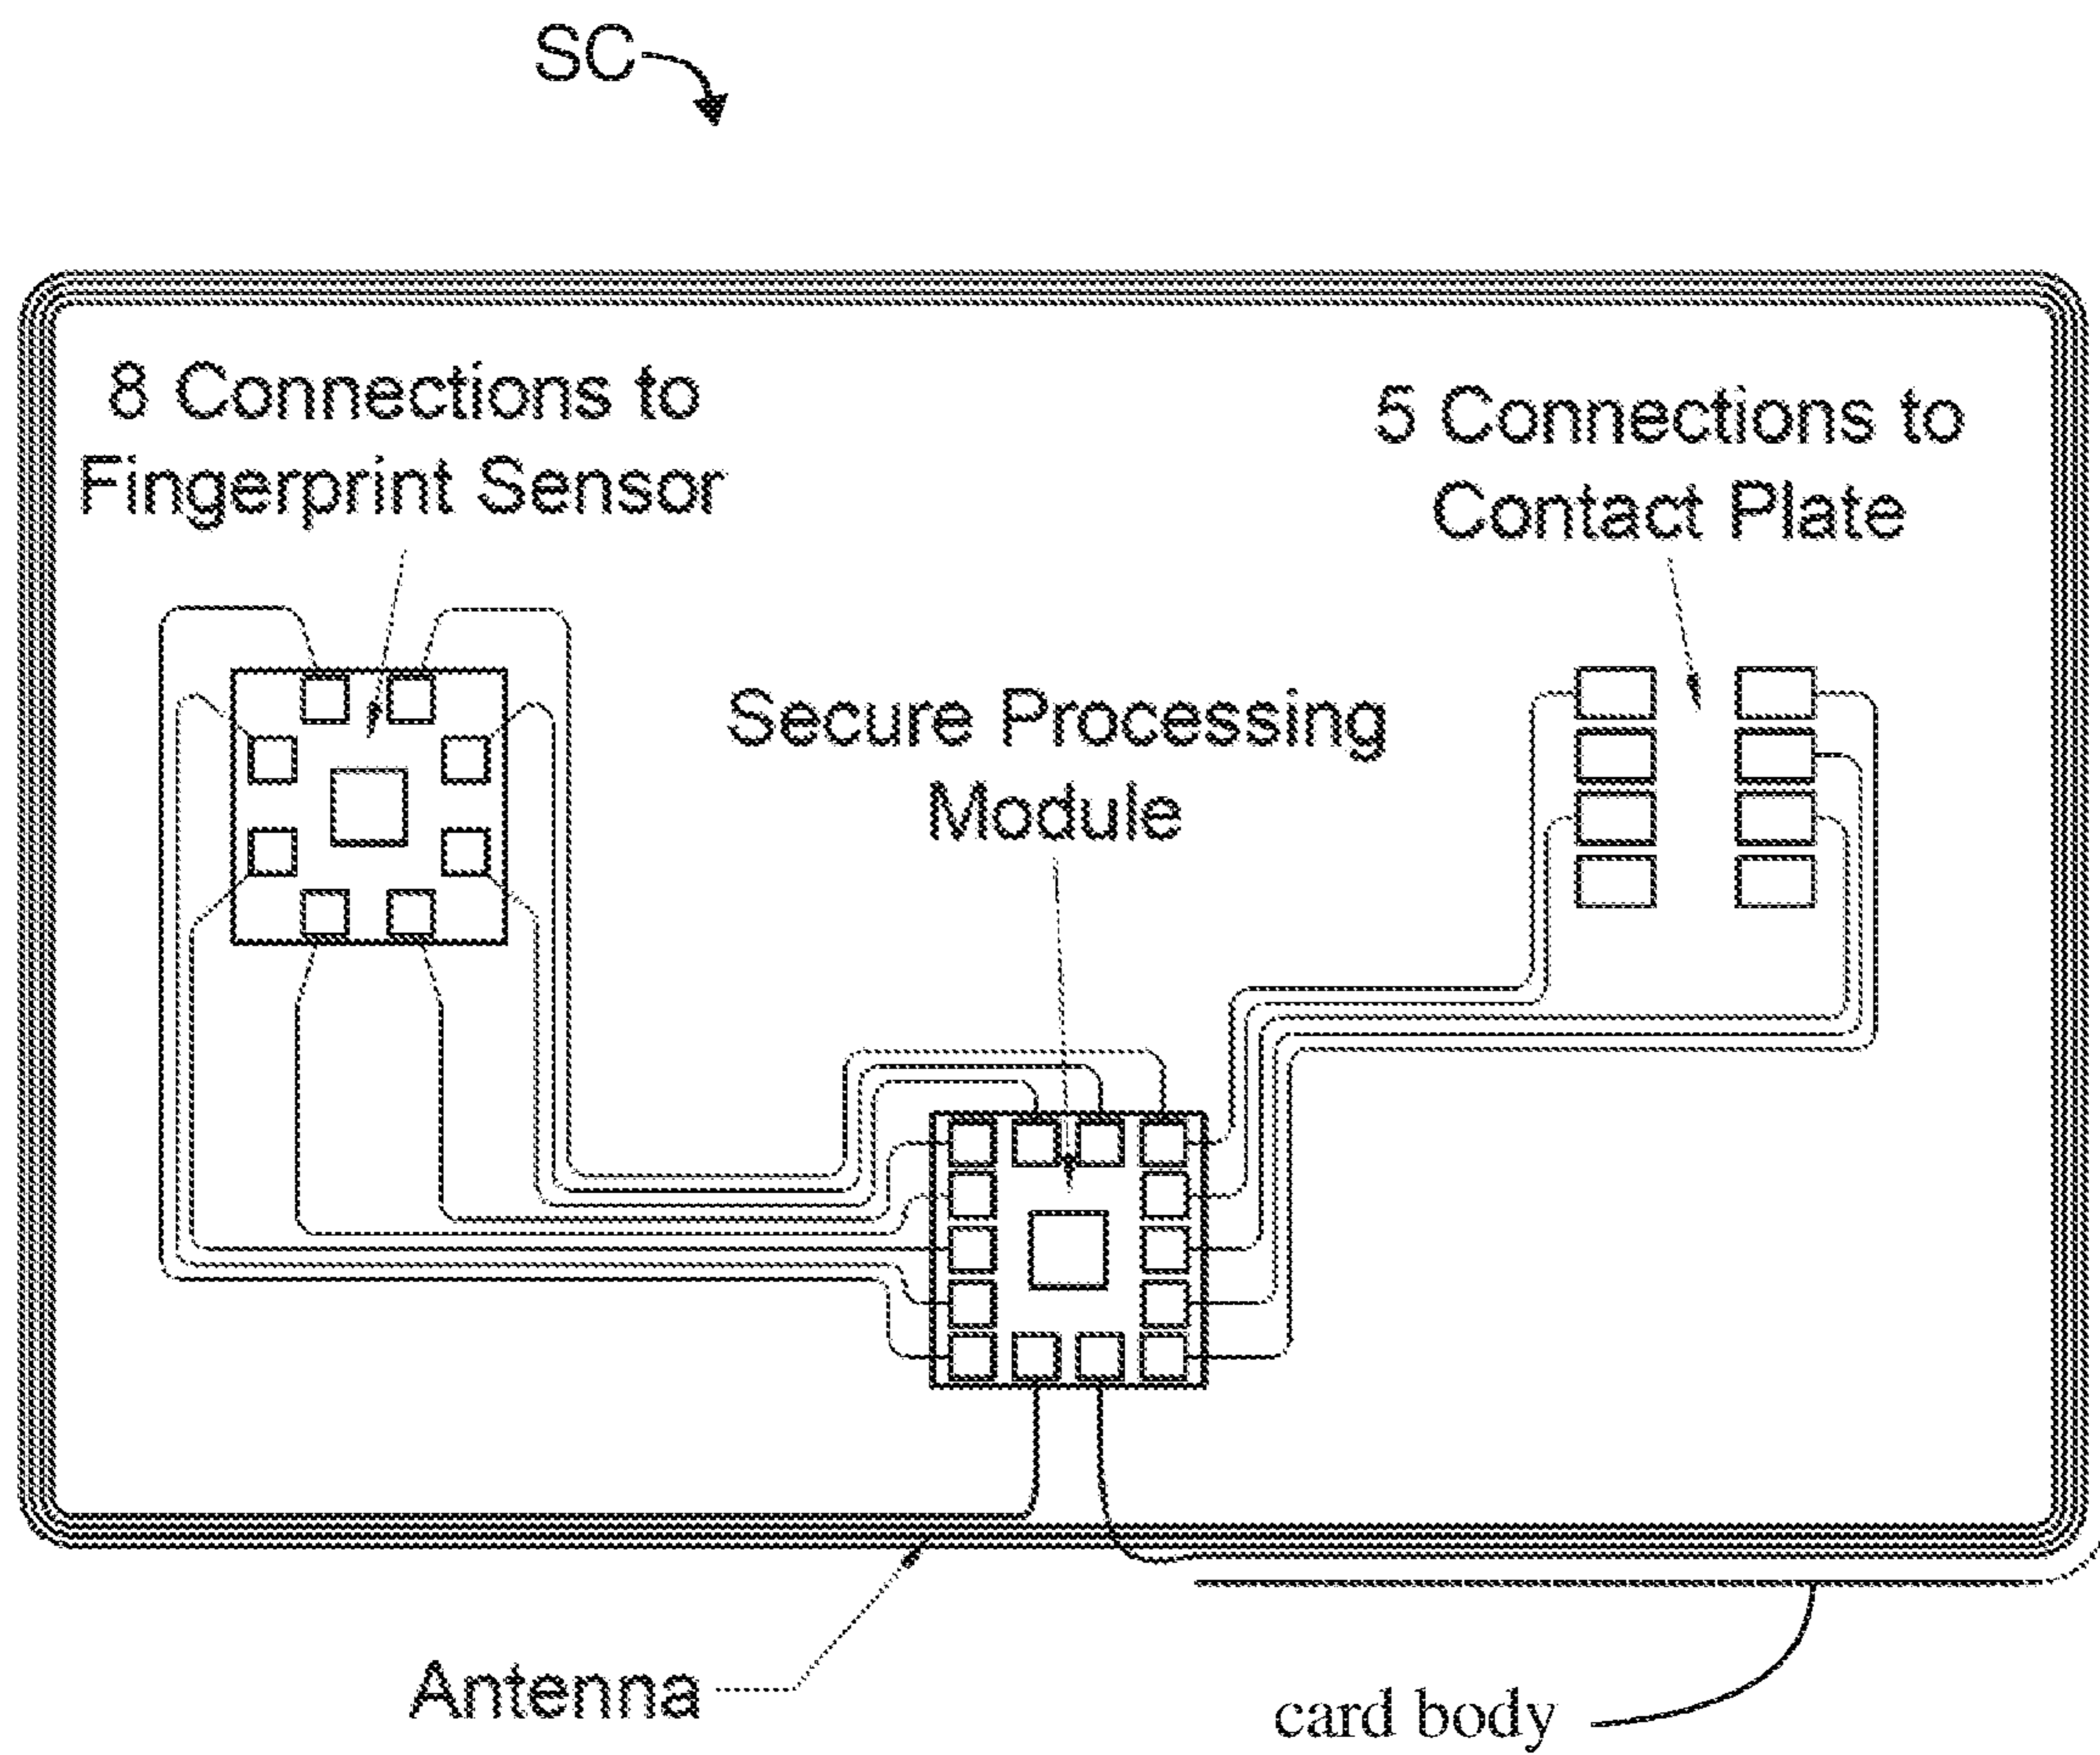 SC
8 Connections to
Fingerprint Sensor
5 Connections to
Contact Plate
Secure Processing
Module
Antenna
card body